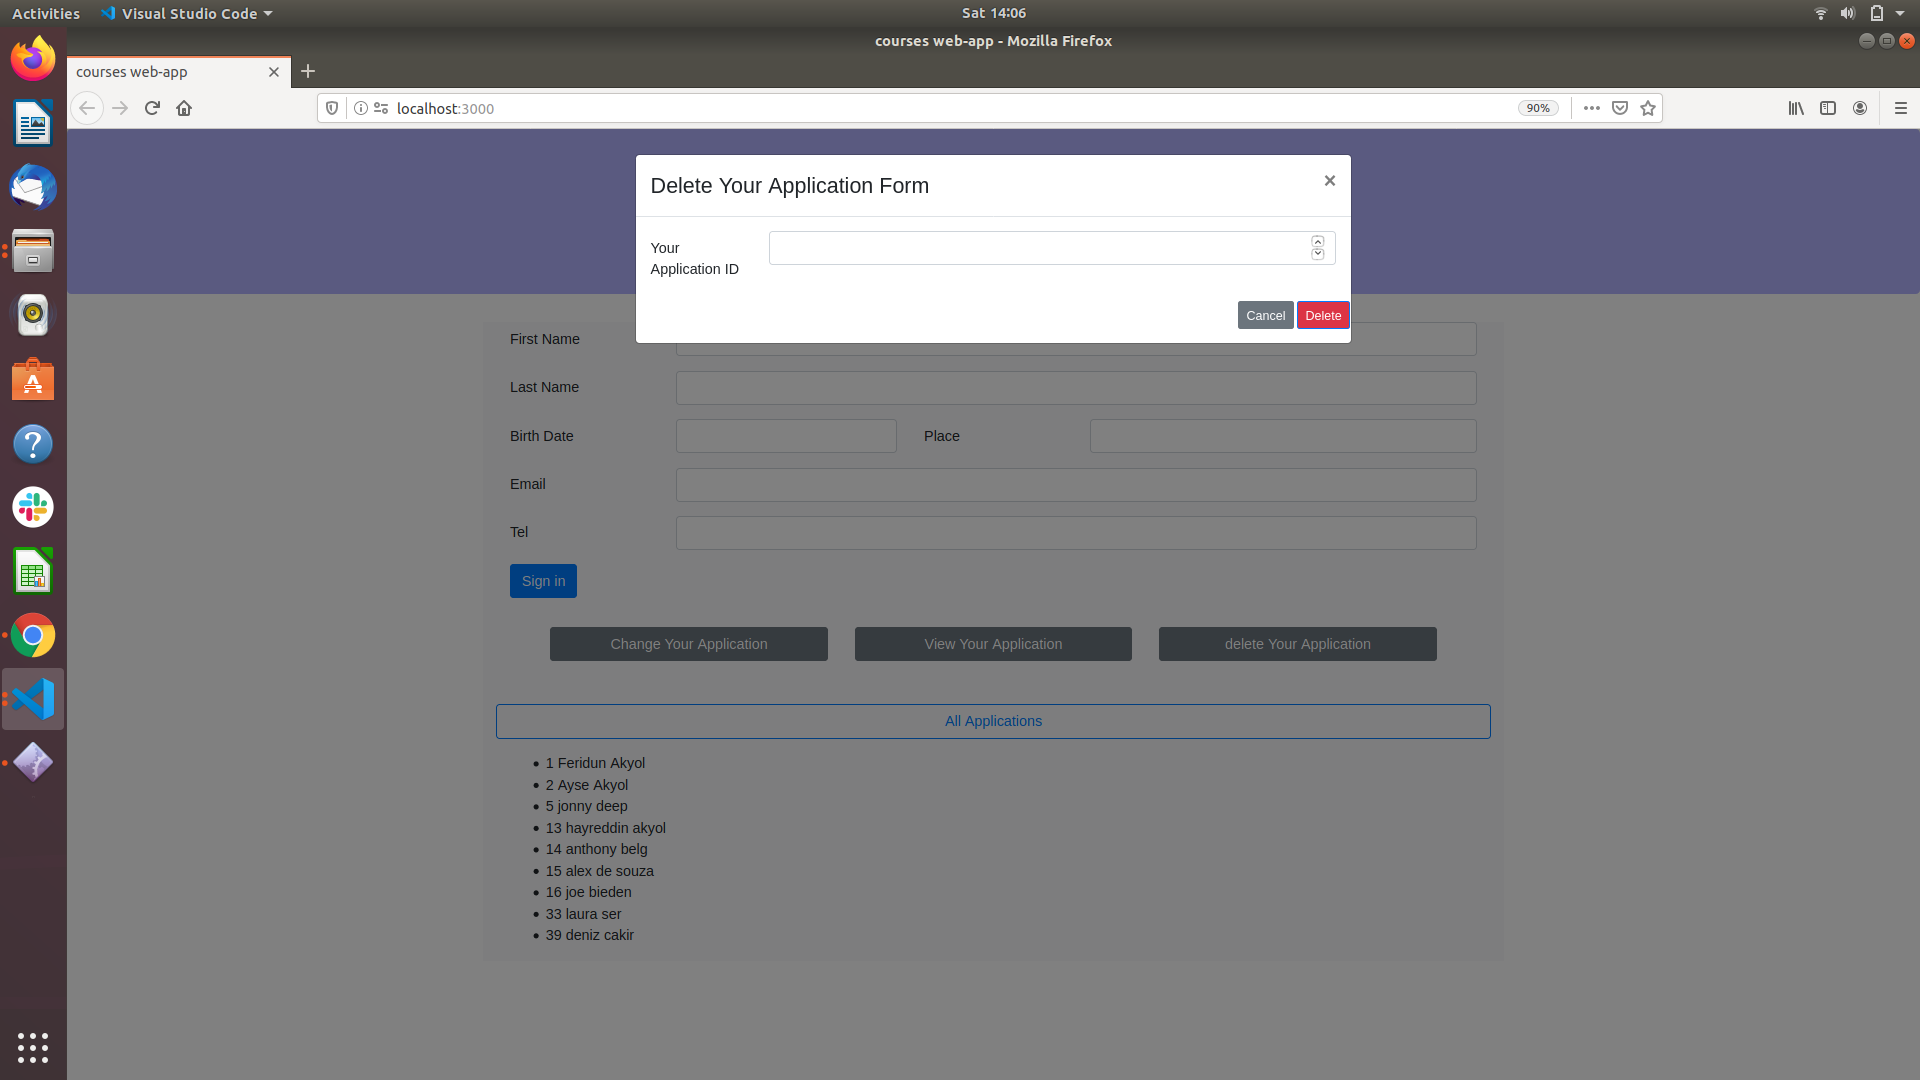 Activities
Visual Studio Code
Sat 14:06
courses web-app - Mozilla Firefox
courses web-app
localhost:3000
90%
Delete Your Application Form
×
Your
Application ID
Cancel
Delete
First Name
Last Name
Birth Date
Place
Email
Tel
Sign in
Change Your Application
View Your Application
delete Your Application
All Applications
• 1 Feridun Akyol
• 2 Ayse Akyol
• 5 jonny deep
• 13 hayreddin akyol
• 14 anthony belg
• 15 alex de souza
• 16 joe bieden
• 33 laura ser
• 39 deniz cakir